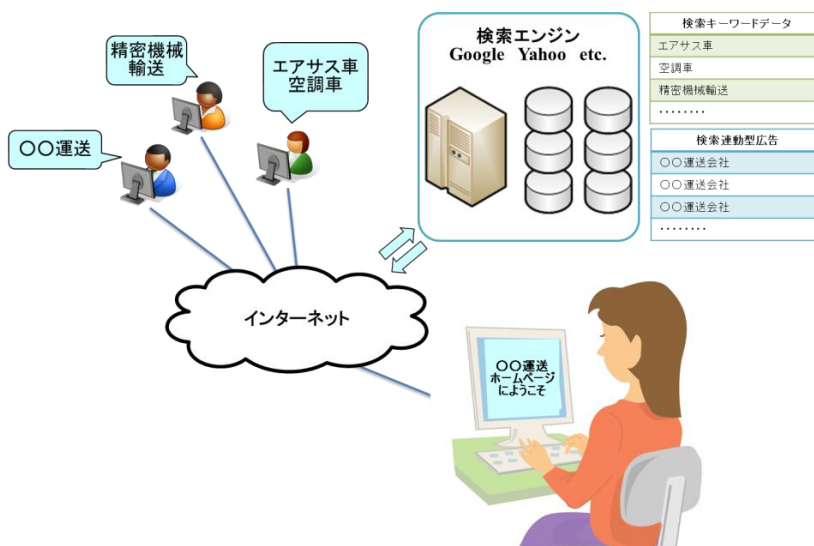 精密機械
輸送
エアサス車
空調車
〇〇運送
検索エンジン
Google Yahoo etc.
検索キーワードデータ
エアサス車
空調車
精密機械輸送
････････
検索連動型広告
〇〇運送会社
〇〇運送会社
〇〇運送会社
････････
インターネット
〇〇運送
ホームページ
にようこそ